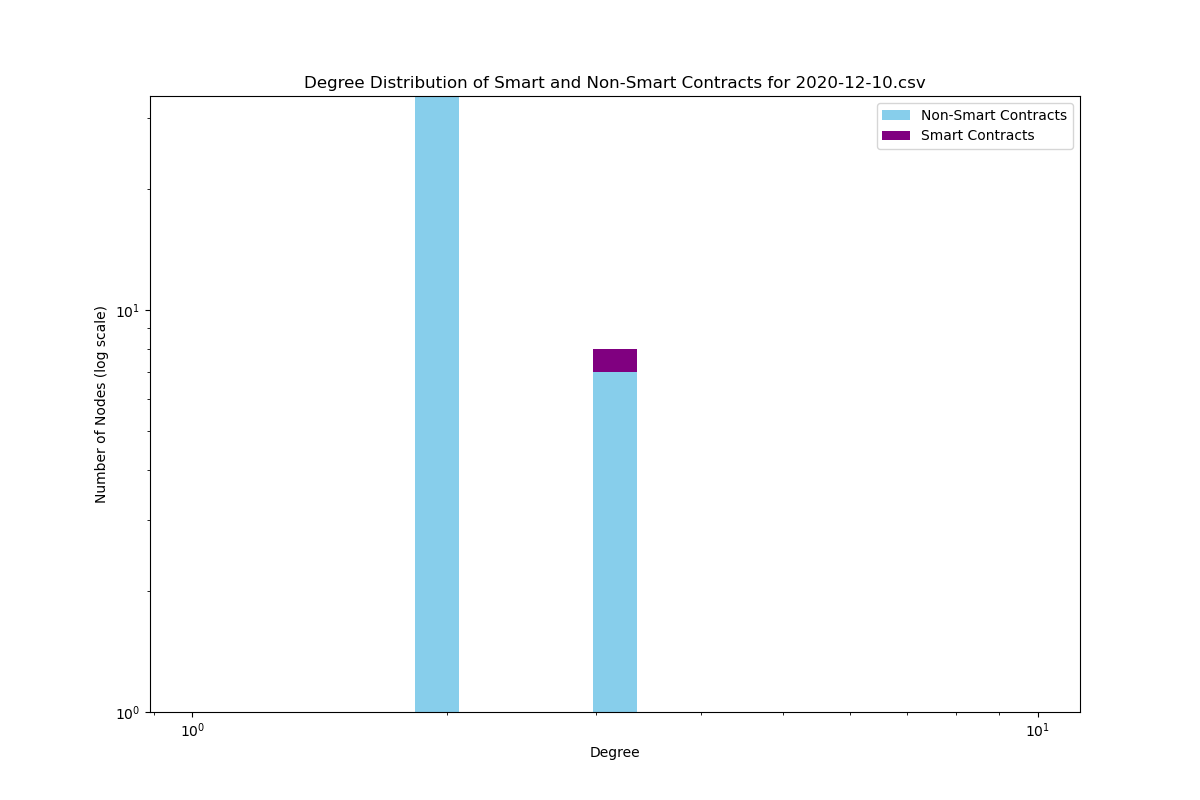 Degree Distribution of Smart and Non-Smart Contracts for 2020-12-10.csv
Non-Smart Contracts
Smart Contracts
Number of Nodes (log scale)
10¹
10⁰
10⁰ 10¹
Degree